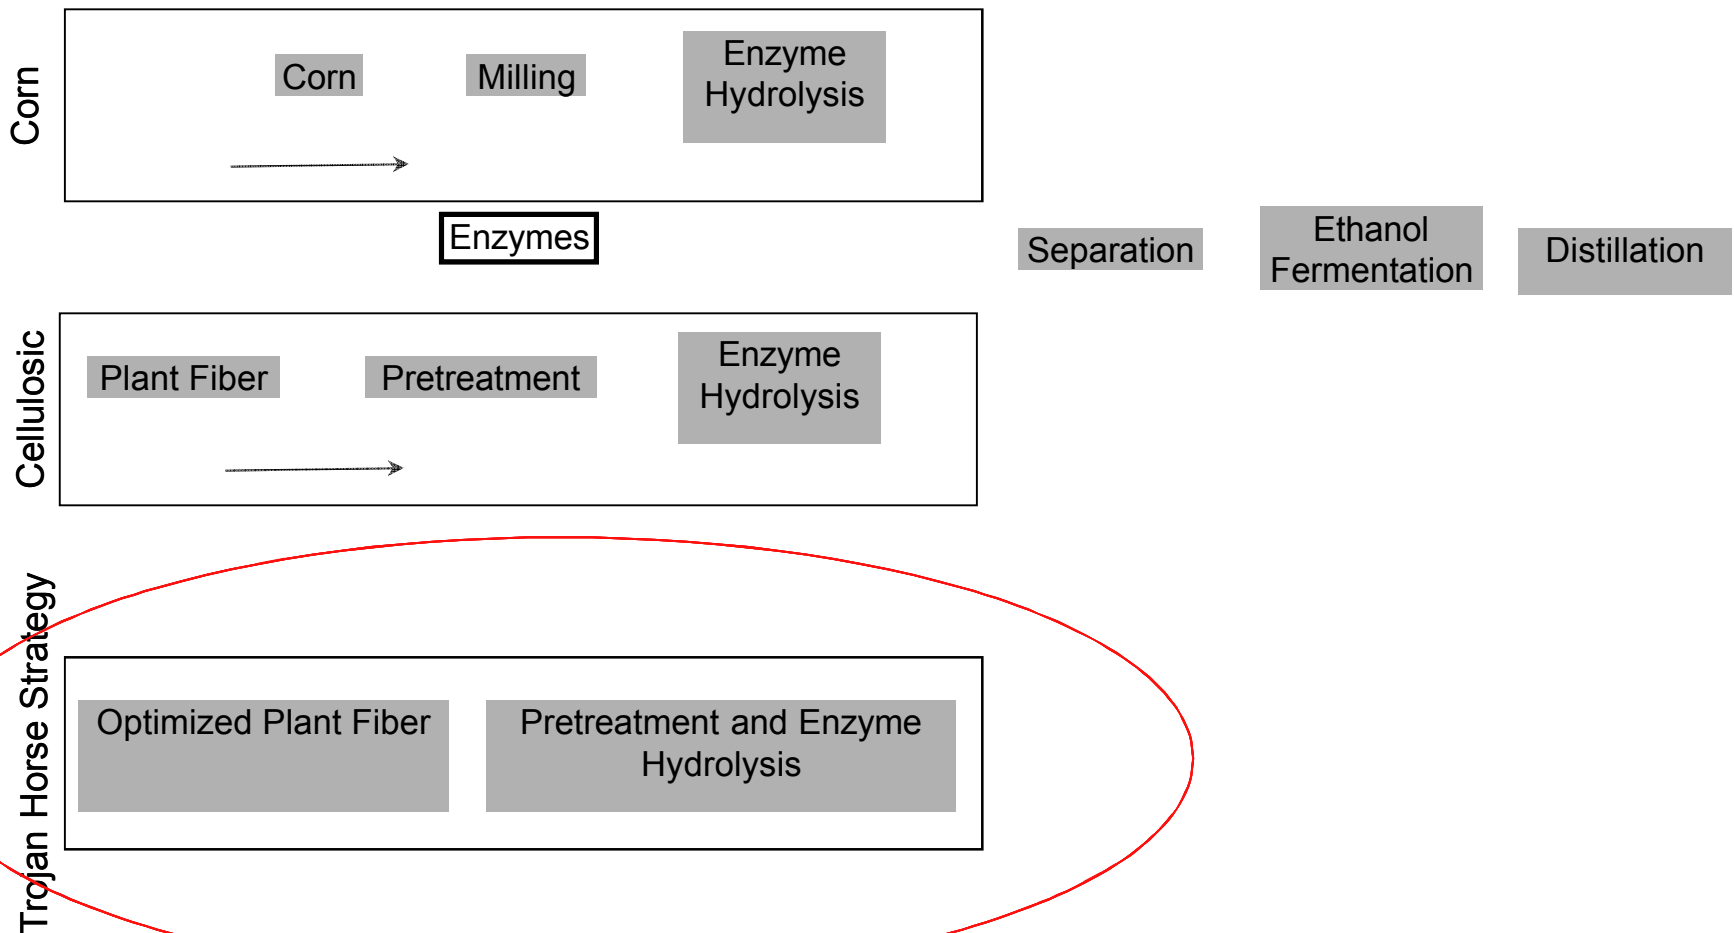 Corn
Corn
Milling
Enzyme
Hydrolysis
Enzymes
Separation
Ethanol
Fermentation
Distillation
Cellulosic
Plant Fiber
Pretreatment
Enzyme
Hydrolysis
Trojan Horse Strategy
Optimized Plant Fiber
Pretreatment and Enzyme
Hydrolysis